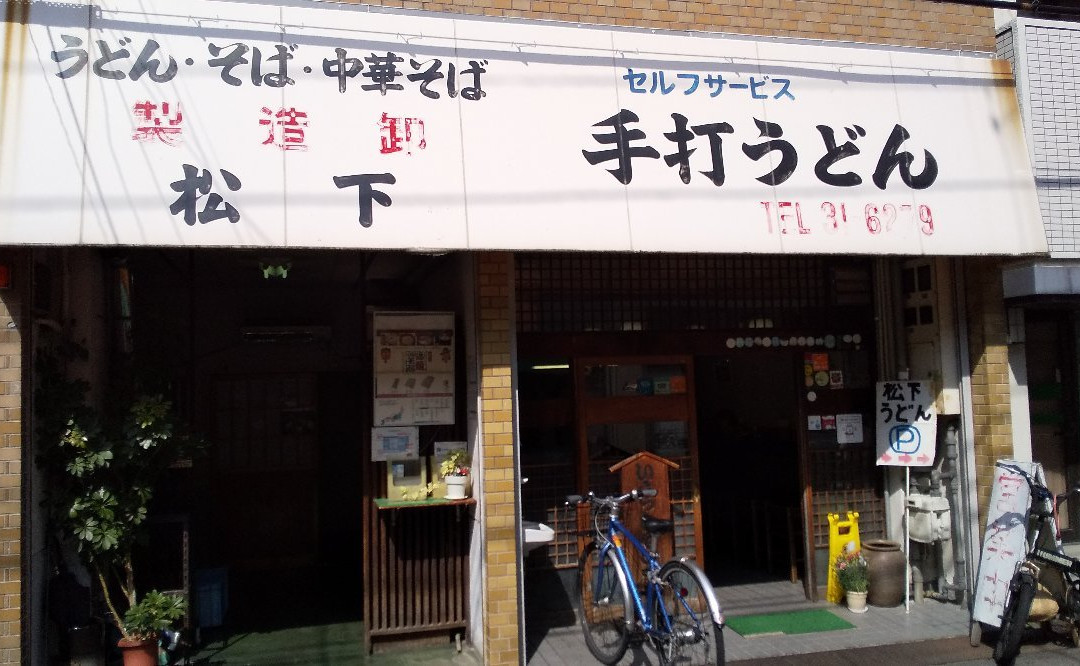 うどん・そば・中華そば
製造卸
松下
セルフサービス
手打うどん
TEL 31 6279
松下
うどん
P